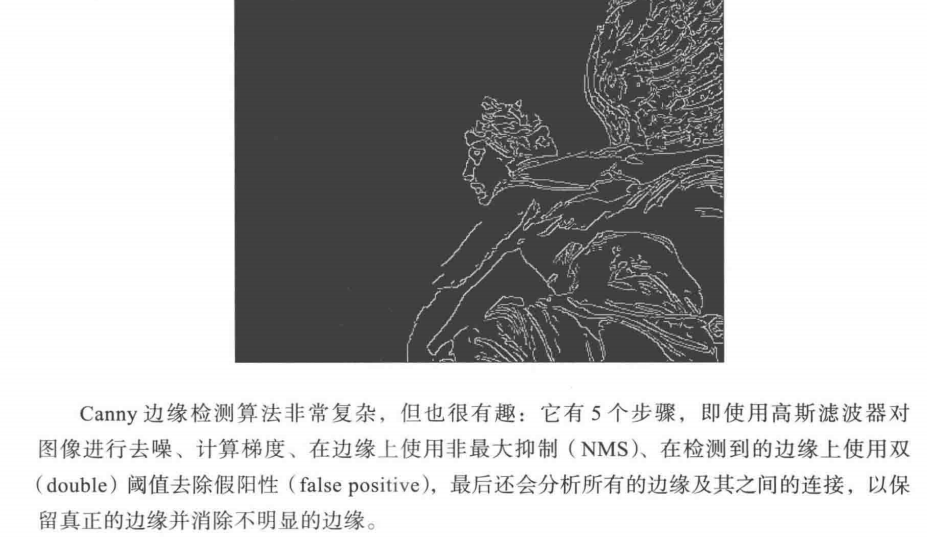 Canny 边缘检测算法非常复杂，但也很有趣：它有 5 个步骤，即使用高斯滤波器对
图像进行去噪、计算梯度、在边缘上使用非最大抑制（NMS）、在检测到的边缘上使用双
（double）阈值去除假阳性（false positive），最后还会分析所有的边缘及其之间的连接，以保
留真正的边缘并消除不明显的边缘。